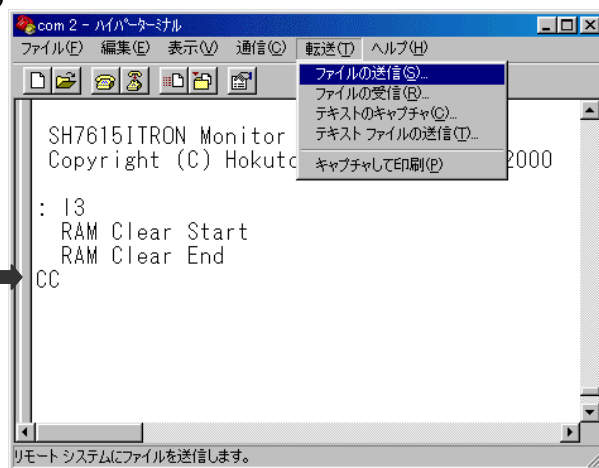 com 2 - ﾊｲﾊﾟｰﾀｰﾐﾅﾙ
ファイル(F) 編集(E) 表示(V) 通信(C) 転送(T) ヘルプ(H)
ファイルの送信(S)...
ファイルの受信(R)...
テキストのキャプチャ(C)...
テキスト ファイルの送信(T)...
キャプチャして印刷(P)
SH7615ITRON Monitor
Copyright (C) Hokuto 2000
: l3
RAM Clear Start
RAM Clear End
CC
リモート システムにファイルを送信します。